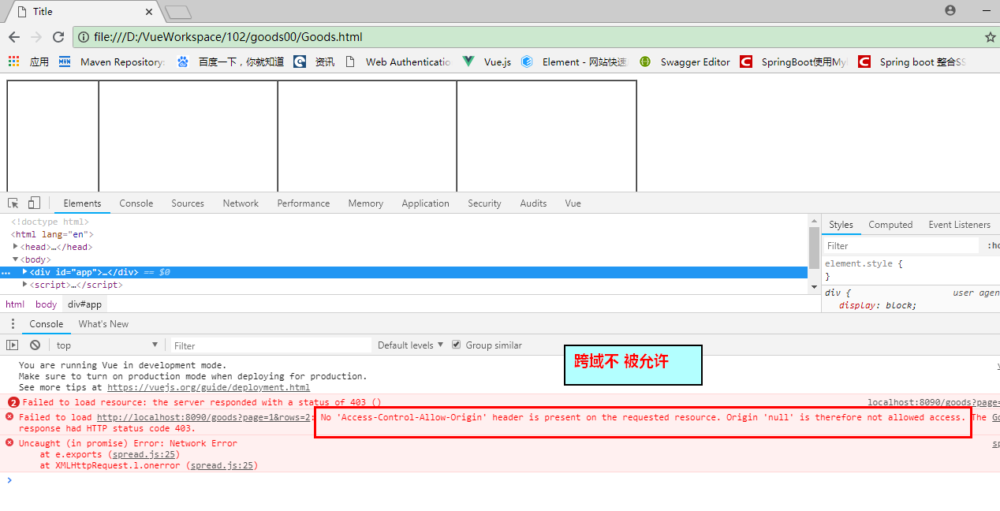 Title
file:///D:/VueWorkspace/102/goods00/Goods.html
应用 Maven Repository: 百度一下，你就知道 资讯 Web Authenticatio Vue.js Element - 网站快速 Swagger Editor SpringBoot使用My Spring boot 整合SS
Elements Console Sources Network Performance Memory Application Security Audits Vue
<!doctype html>
<html lang="en">
<head>…</head>
<body>
<div id="app">…</div> == $0
<script>…</script>
html body div#app
Styles Computed Event Listeners
Filter :ho
element.style {
}
div { user agen
display: block;
Console What's New
top Filter Default levels Group similar
跨域不 被允许
You are running Vue in development mode.
Make sure to turn on production mode when deploying for production.
See more tips at https://vuejs.org/guide/deployment.html
2 Failed to load resource: the server responded with a status of 403 () localhost:8090/goods?page=
Failed to load http://localhost:8090/goods?page=1&rows=2: No 'Access-Control-Allow-Origin' header is present on the requested resource. Origin 'null' is therefore not allowed access. The Go
response had HTTP status code 403.
Uncaught (in promise) Error: Network Error sp
at e.exports (spread.js:25)
at XMLHttpRequest.l.onerror (spread.js:25)